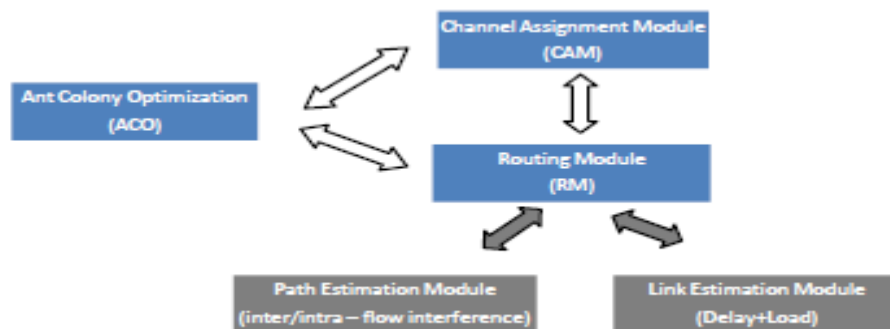 Channel Assignment Module
(CAM)
Ant Colony Optimization
(ACO)
Routing Module
(RM)
Path Estimation Module
(inter/intra – flow interference)
Link Estimation Module
(Delay+Load)